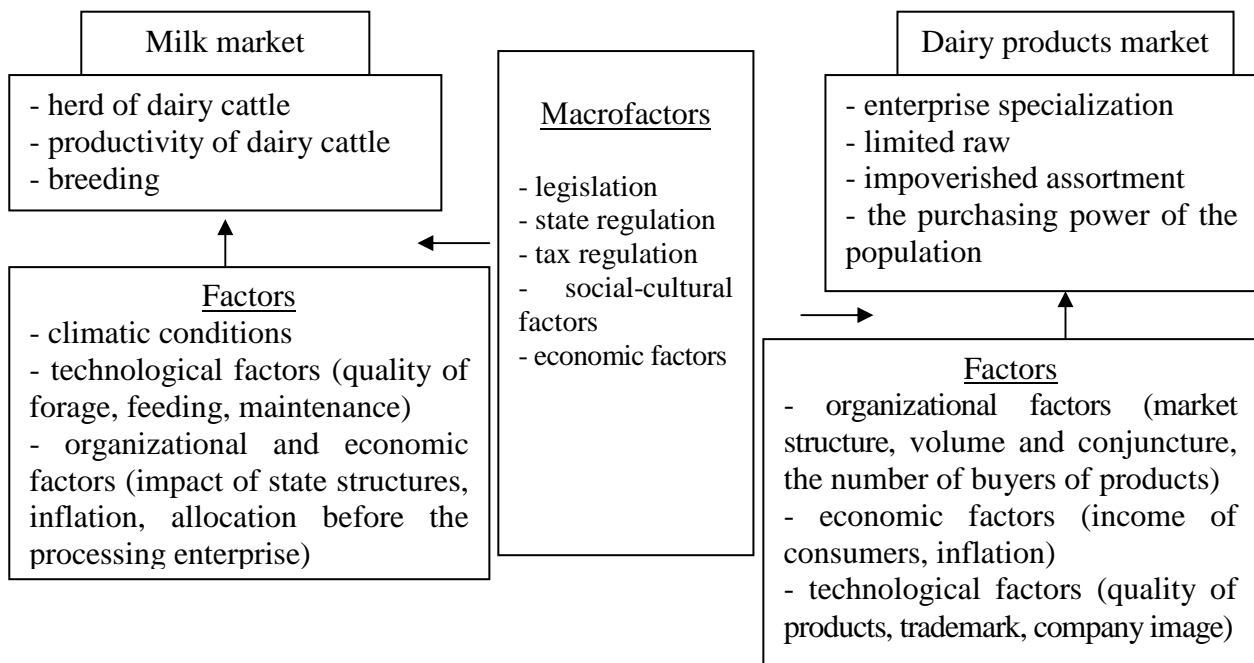 Milk market
- herd of dairy cattle
- productivity of dairy cattle
- breeding
Factors
- climatic conditions
- technological factors (quality of
forage, feeding, maintenance)
- organizational and economic
factors (impact of state structures,
inflation, allocation before the
processing enterprise)
Macrofactors
- legislation
- state regulation
- tax regulation
- social-cultural
factors
- economic factors
Dairy products market
- enterprise specialization
- limited raw
- impoverished assortment
- the purchasing power of the
population
Factors
- organizational factors (market
structure, volume and conjuncture,
the number of buyers of products)
- economic factors (income of
consumers, inflation)
- technological factors (quality of
products, trademark, company image)